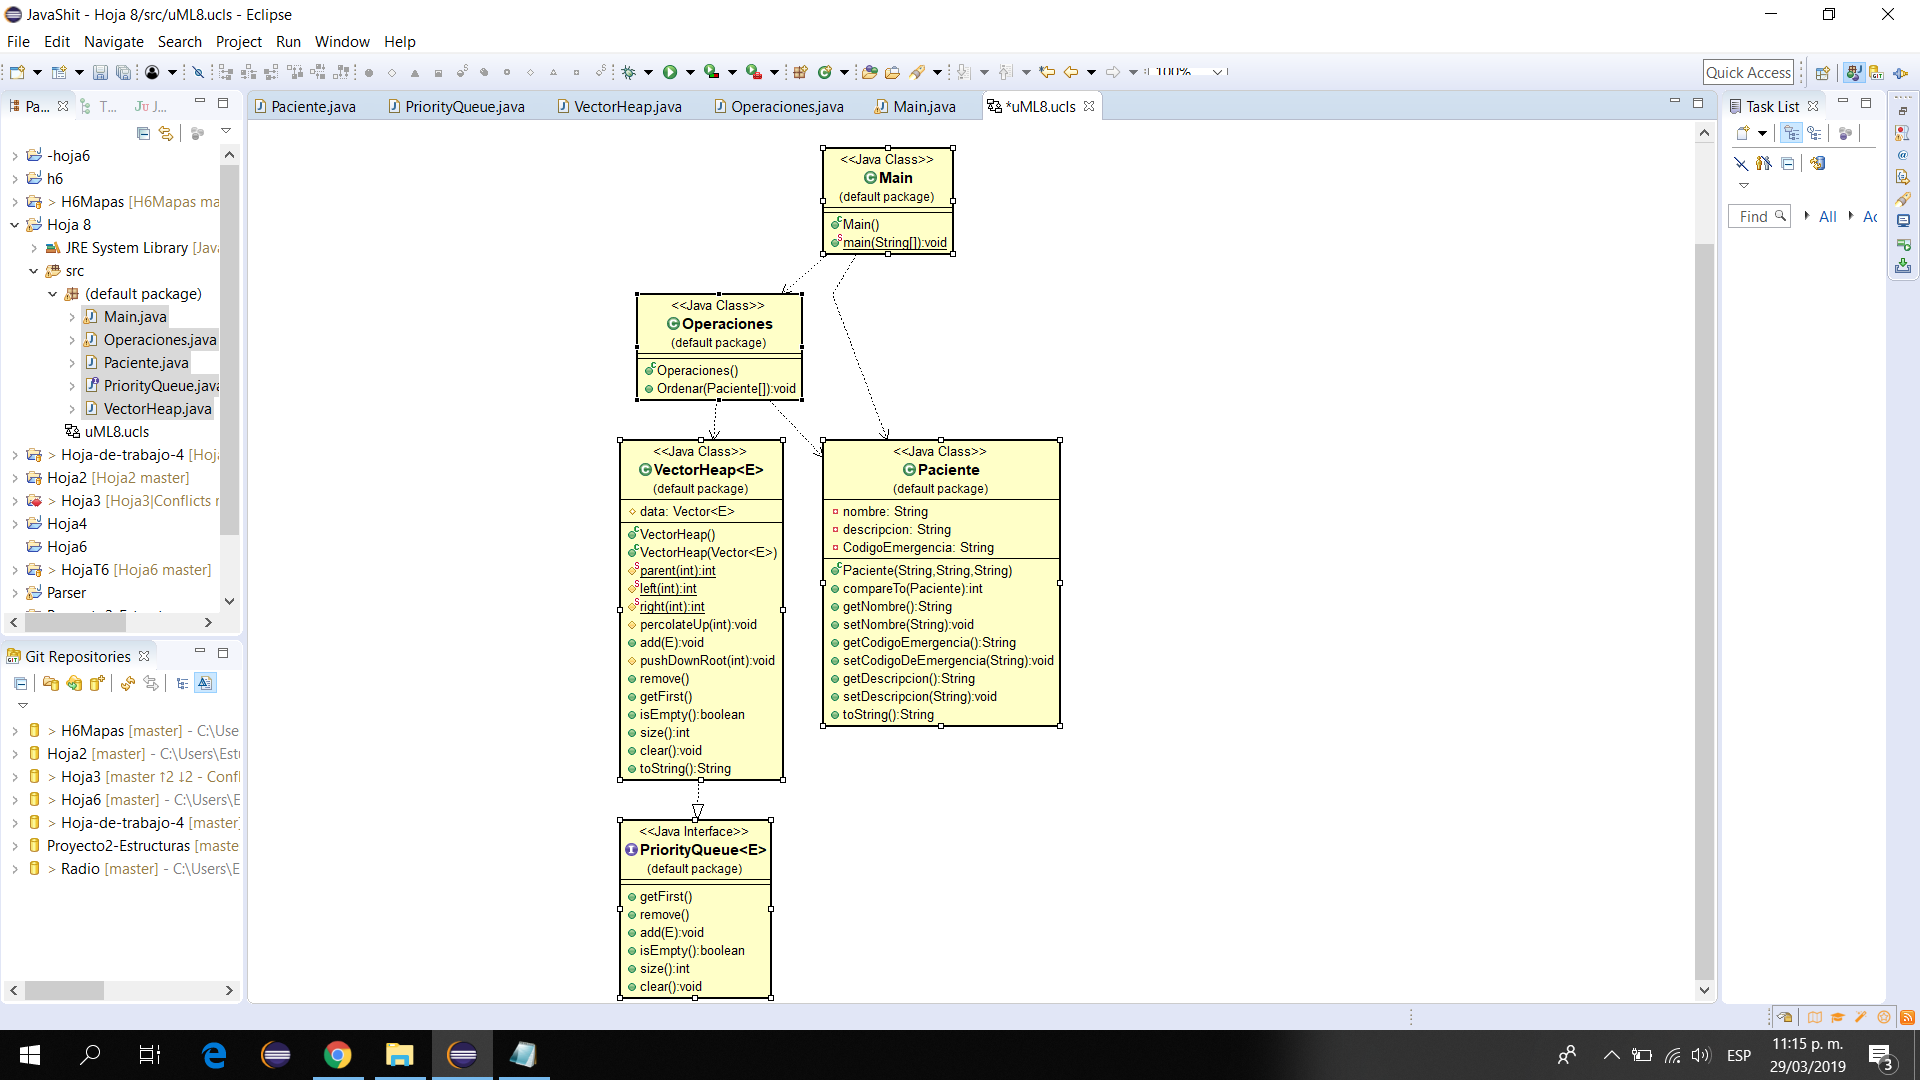 JavaShit - Hoja 8/src/uML8.ucls - Eclipse
File Edit Navigate Search Project Run Window Help
100%
Quick Access
Pa... T... Ju J...
-hoja6
h6
> H6Mapas [H6Mapas ma
Hoja 8
JRE System Library [Java
src
(default package)
Main.java
Operaciones.java
Paciente.java
PriorityQueue.java
VectorHeap.java
uML8.ucls
> Hoja-de-trabajo-4 [Hoja
Hoja2 [Hoja2 master]
> Hoja3 [Hoja3|Conflicts r
Hoja4
Hoja6
> HojaT6 [Hoja6 master]
Parser
Git Repositories
> H6Mapas [master] - C:\Use
Hoja2 [master] - C:\Users\Estu
> Hoja3 [master ↑2 ↓2 - Confl
> Hoja6 [master] - C:\Users\E
> Hoja-de-trabajo-4 [master]
Proyecto2-Estructuras [maste
> Radio [master] - C:\Users\E
Paciente.java PriorityQueue.java VectorHeap.java Operaciones.java Main.java *uML8.ucls
<<Java Class>>
Main
(default package)
Main()
main(String[]):void
<<Java Class>>
Operaciones
(default package)
Operaciones()
Ordenar(Paciente[]):void
<<Java Class>>
VectorHeap<E>
(default package)
data: Vector<E>
VectorHeap()
VectorHeap(Vector<E>)
parent(int):int
left(int):int
right(int):int
percolateUp(int):void
add(E):void
pushDownRoot(int):void
remove()
getFirst()
isEmpty():boolean
size():int
clear():void
toString():String
<<Java Class>>
Paciente
(default package)
nombre: String
descripcion: String
CodigoEmergencia: String
Paciente(String,String,String)
compareTo(Paciente):int
getNombre():String
setNombre(String):void
getCodigoEmergencia():String
setCodigoDeEmergencia(String):void
getDescripcion():String
setDescripcion(String):void
toString():String
<<Java Interface>>
PriorityQueue<E>
(default package)
getFirst()
remove()
add(E):void
isEmpty():boolean
size():int
clear():void
Task List
Find All Ac
ESP
11:15 p. m.
29/03/2019
3